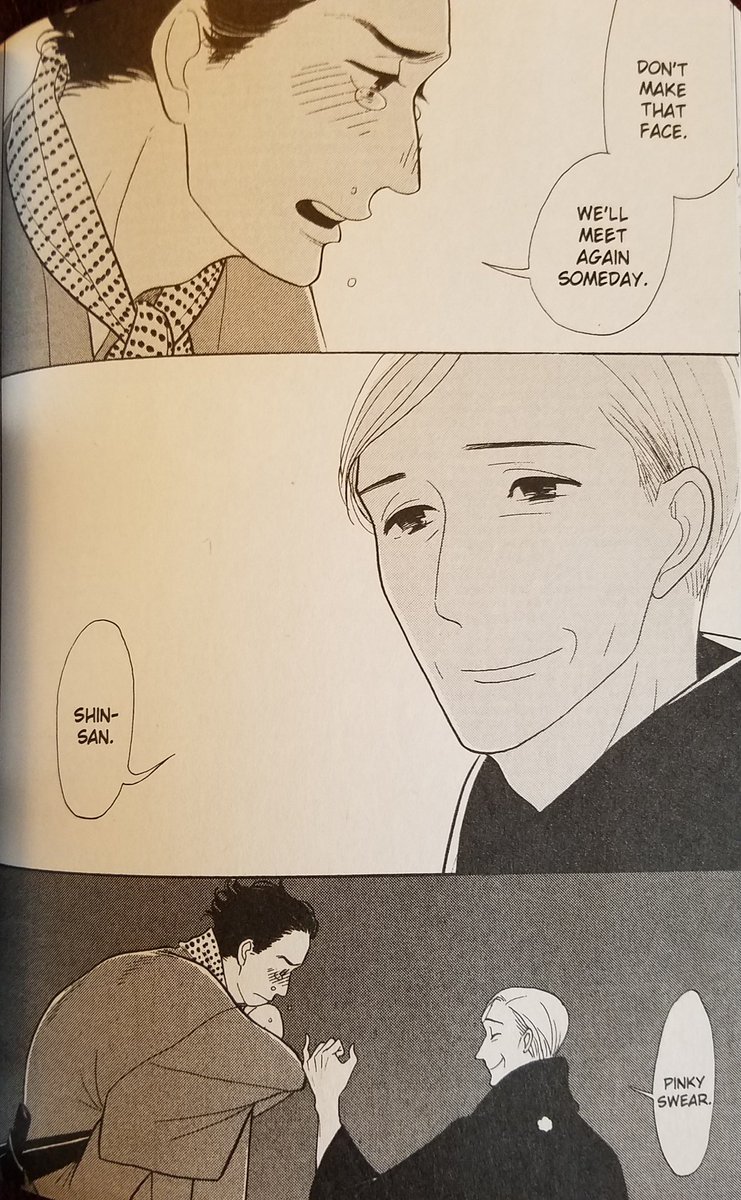 DON'T
MAKE
THAT
FACE.
WE'LL
MEET
AGAIN
SOMEDAY.
SHIN-
SAN.
PINKY
SWEAR.